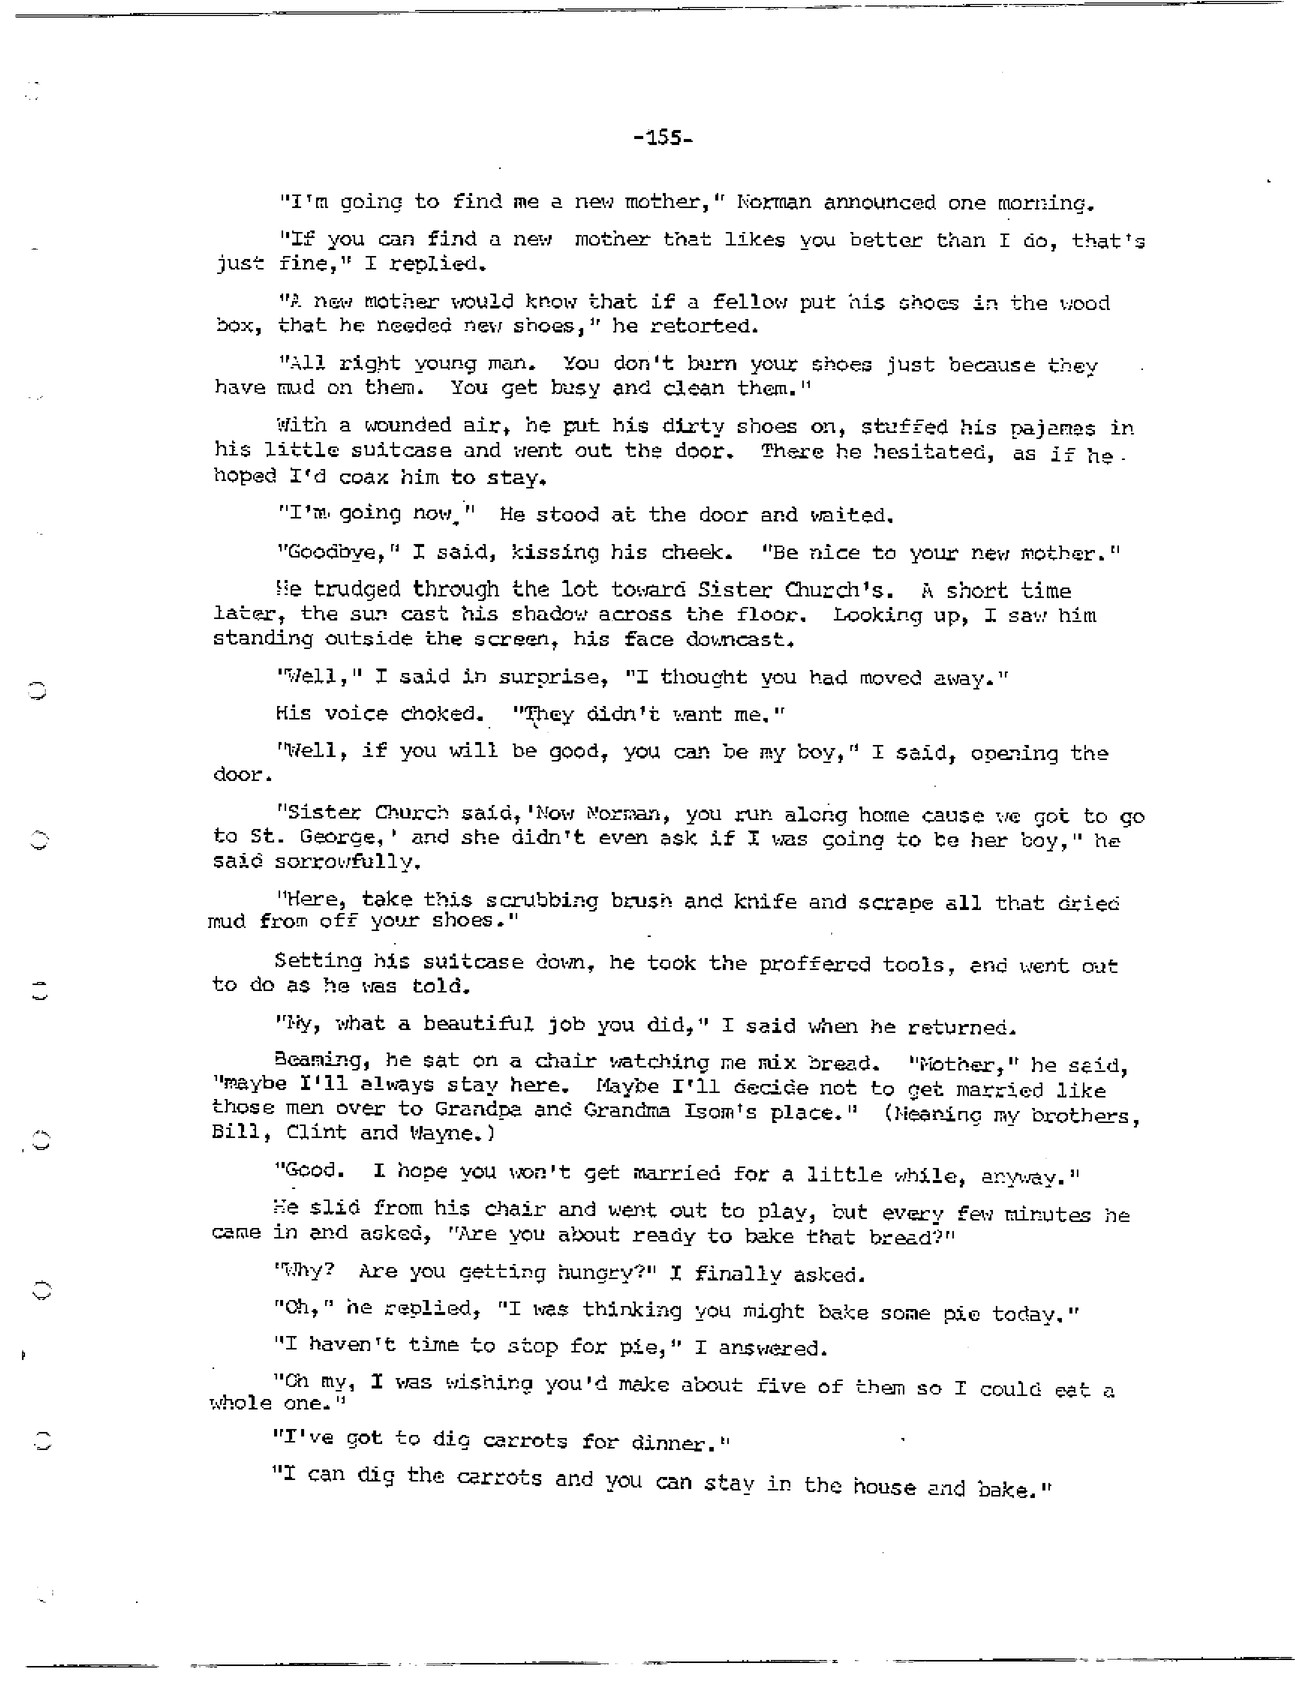 -155-
"I'm going to find me a new mother," Norman announced one morning.
"If you can find a new mother that likes you better than I do, that's
just fine," I replied.
"A new mother would know that if a fellow put his shoes in the wood
box, that he needed new shoes," he retorted.
"All right young man. You don't burn your shoes just because they
have mud on them. You get busy and clean them."
With a wounded air, he put his dirty shoes on, stuffed his pajamas in
his little suitcase and went out the door. There he hesitated, as if he
hoped I'd coax him to stay.
"I'm going now." He stood at the door and waited.
"Goodbye," I said, kissing his cheek. "Be nice to your new mother."
He trudged through the lot toward Sister Church's. A short time
later, the sun cast his shadow across the floor. Looking up, I saw him
standing outside the screen, his face downcast.
"Well," I said in surprise, "I thought you had moved away."
His voice choked. "They didn't want me."
"Well, if you will be good, you can be my boy," I said, opening the
door.
"Sister Church said,'Now Norman, you run along home cause we got to go
to St. George,' and she didn't even ask if I was going to be her boy," he
said sorrowfully.
"Here, take this scrubbing brush and knife and scrape all that dried
mud from off your shoes."
Setting his suitcase down, he took the proffered tools, and went out
to do as he was told.
"My, what a beautiful job you did," I said when he returned.
Beaming, he sat on a chair watching me mix bread. "Mother," he said,
"maybe I'll always stay here. Maybe I'll decide not to get married like
those men over to Grandpa and Grandma Isom's place." (Meaning my brothers,
Bill, Clint and Wayne.)
"Good. I hope you won't get married for a little while, anyway."
He slid from his chair and went out to play, but every few minutes he
came in and asked, "Are you about ready to bake that bread?"
"Why? Are you getting hungry?" I finally asked.
"Oh," he replied, "I was thinking you might bake some pie today."
"I haven't time to stop for pie," I answered.
"Oh my, I was wishing you'd make about five of them so I could eat a
whole one."
"I've got to dig carrots for dinner."
"I can dig the carrots and you can stay in the house and bake."